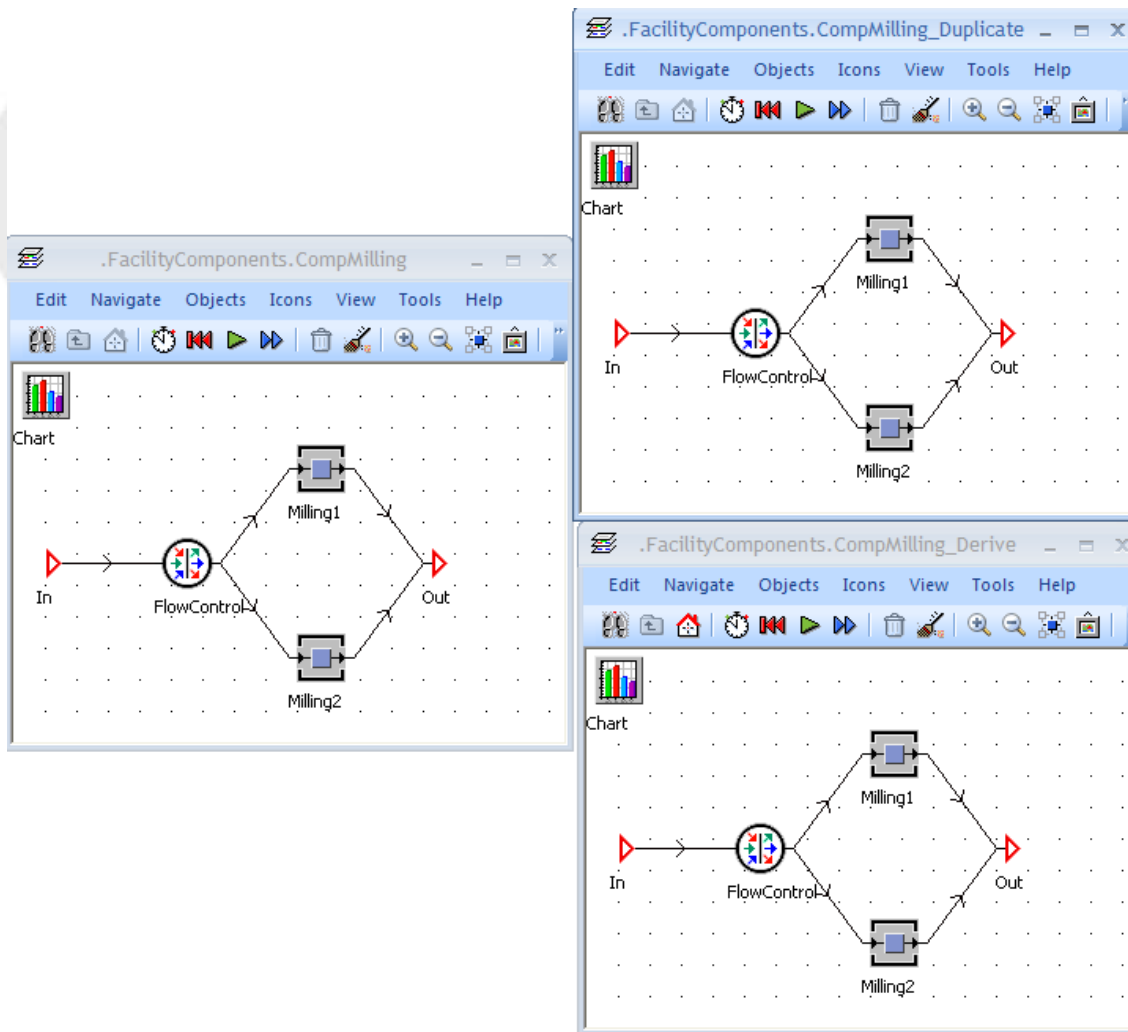 .FacilityComponents.CompMilling_Duplicate
Edit Navigate Objects Icons View Tools Help
Chart
Milling1
In
FlowControl
Out
Milling2
.FacilityComponents.CompMilling
Edit Navigate Objects Icons View Tools Help
Chart
Milling1
In
FlowControl
Out
Milling2
.FacilityComponents.CompMilling_Derive
Edit Navigate Objects Icons View Tools Help
Chart
Milling1
In
FlowControl
Out
Milling2